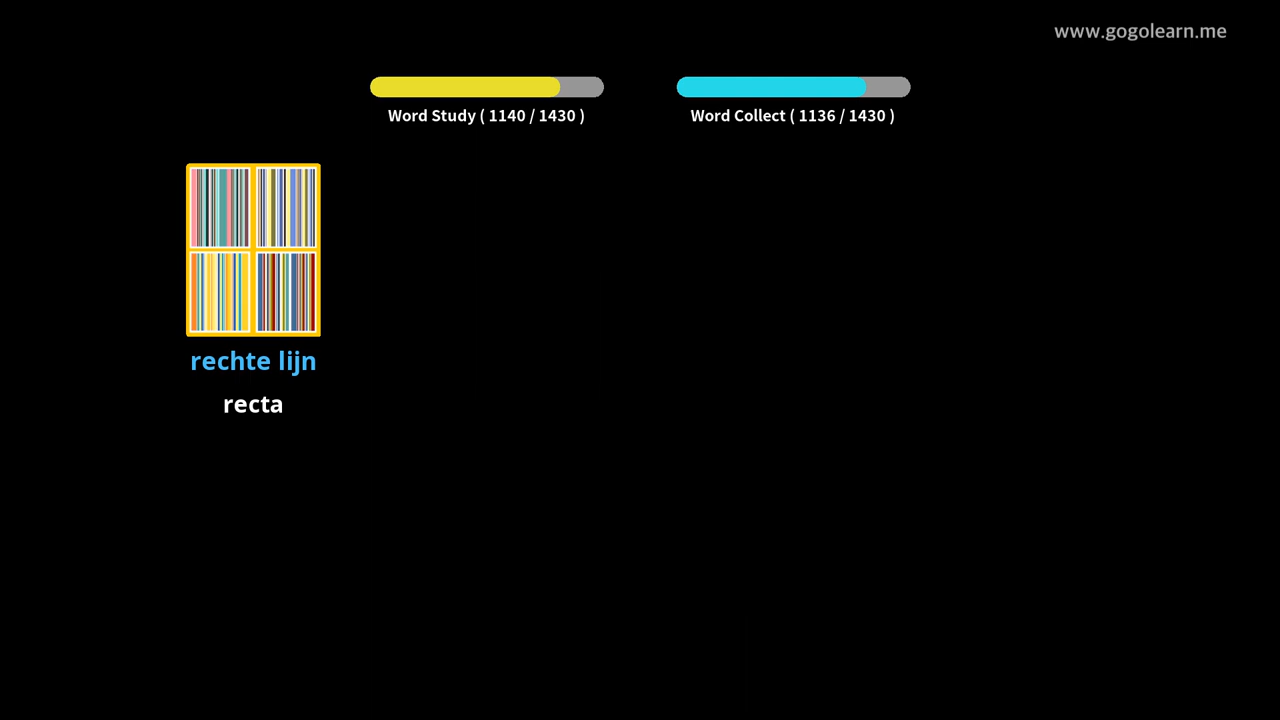 www.gogolearn.me
Word Study ( 1140 / 1430 )
Word Collect ( 1136 / 1430 )
rechte lijn
recta